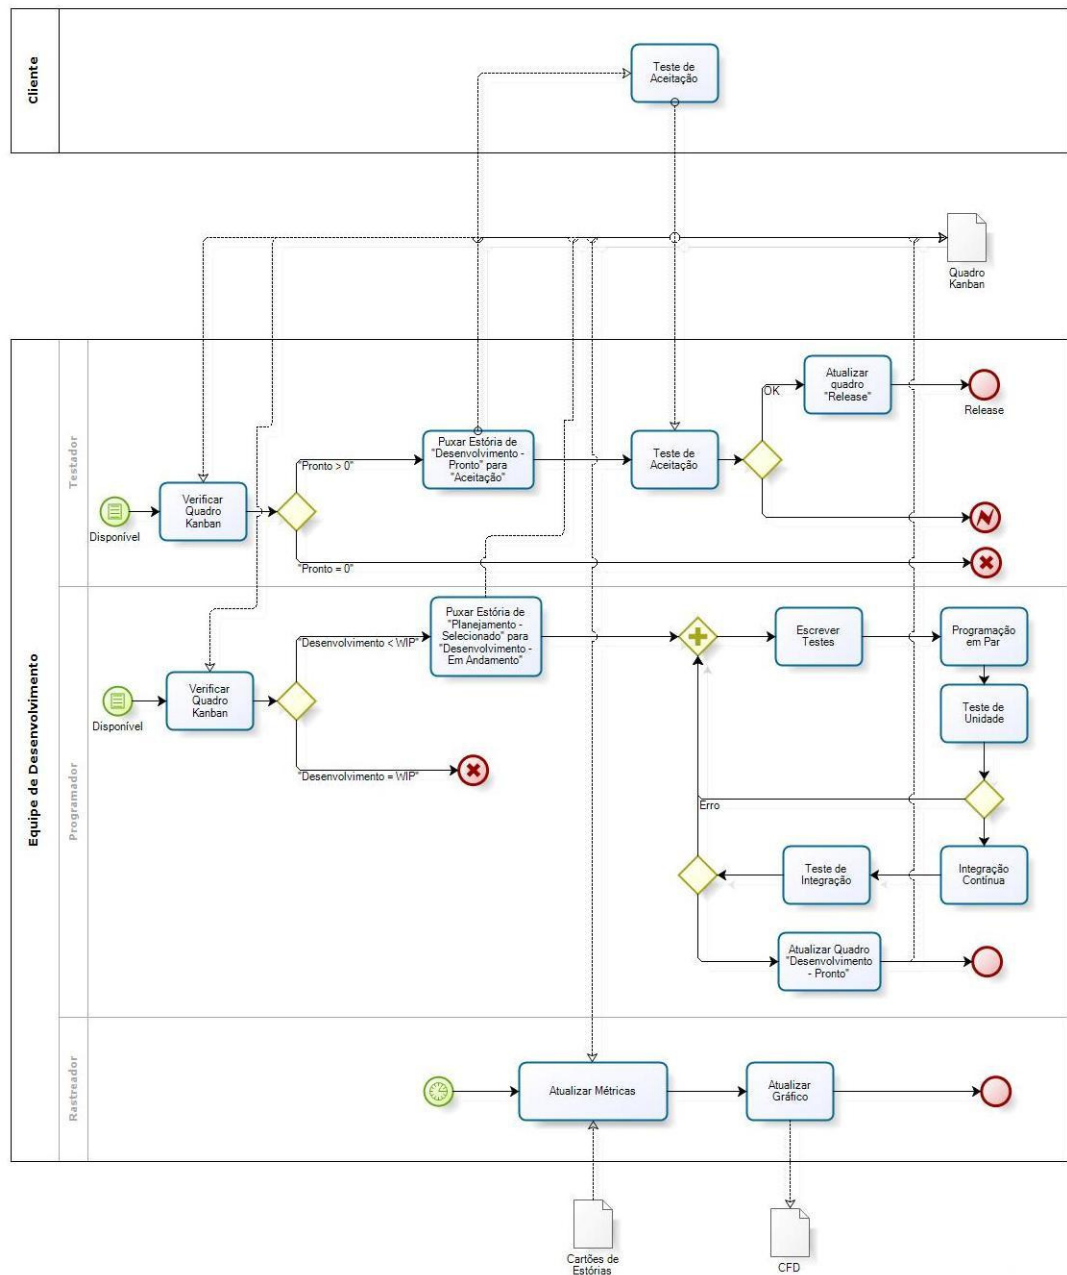 Cliente
Teste de
Aceitação
Quadro
Kanban
Equipe de Desenvolvimento
Testador
Disponível
Verificar
Quadro
Kanban
"Pronto > 0"
"Pronto = 0"
Puxar Estória de
"Desenvolvimento -
Pronto" para
"Aceitação"
Teste de
Aceitação
OK
Atualizar
quadro
"Release"
Release
Programador
Disponível
Verificar
Quadro
Kanban
"Desenvolvimento < WIP"
"Desenvolvimento = WIP"
Puxar Estória de
"Planejamento -
Selecionado" para
"Desenvolvimento -
Em Andamento"
Escrever
Testes
Programação
em Par
Teste de
Unidade
Erro
Integração
Contínua
Teste de
Integração
Atualizar Quadro
"Desenvolvimento
- Pronto"
Rastreador
Atualizar Métricas
Atualizar
Gráfico
Cartões de
Estórias
CFD